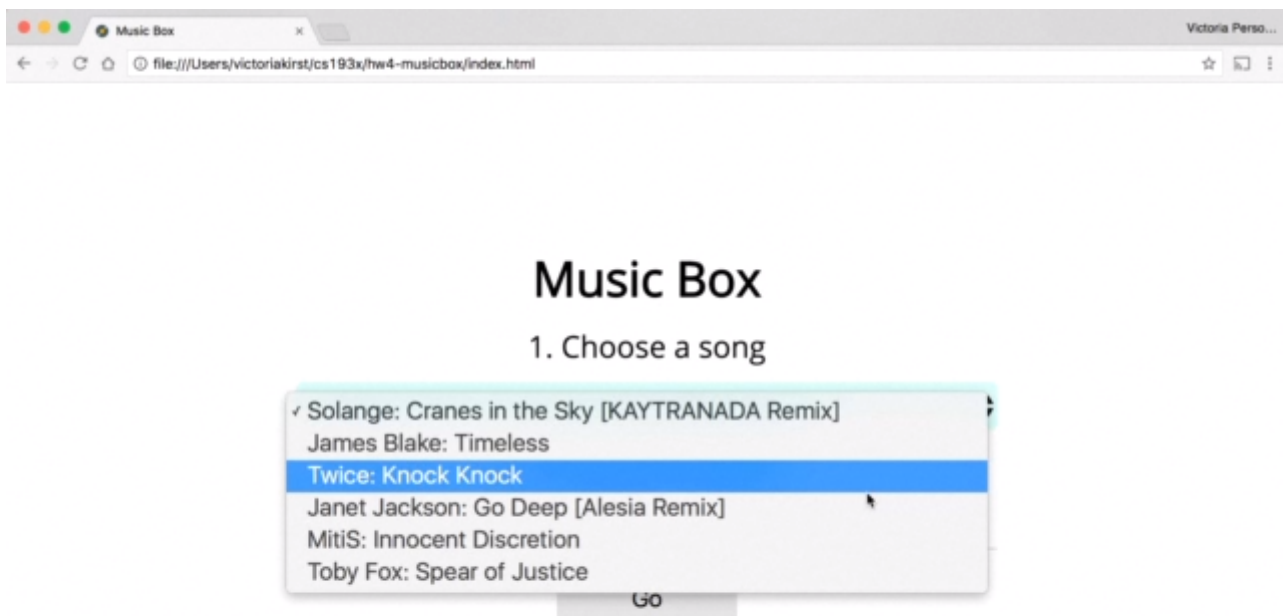 Music Box
Victoria Perso...
file:///Users/victoriakirst/cs193x/hw4-musicbox/index.html
Music Box
1. Choose a song
✓ Solange: Cranes in the Sky [KAYTRANADA Remix]
James Blake: Timeless
Twice: Knock Knock
Janet Jackson: Go Deep [Alesia Remix]
MitiS: Innocent Discretion
Toby Fox: Spear of Justice
Go